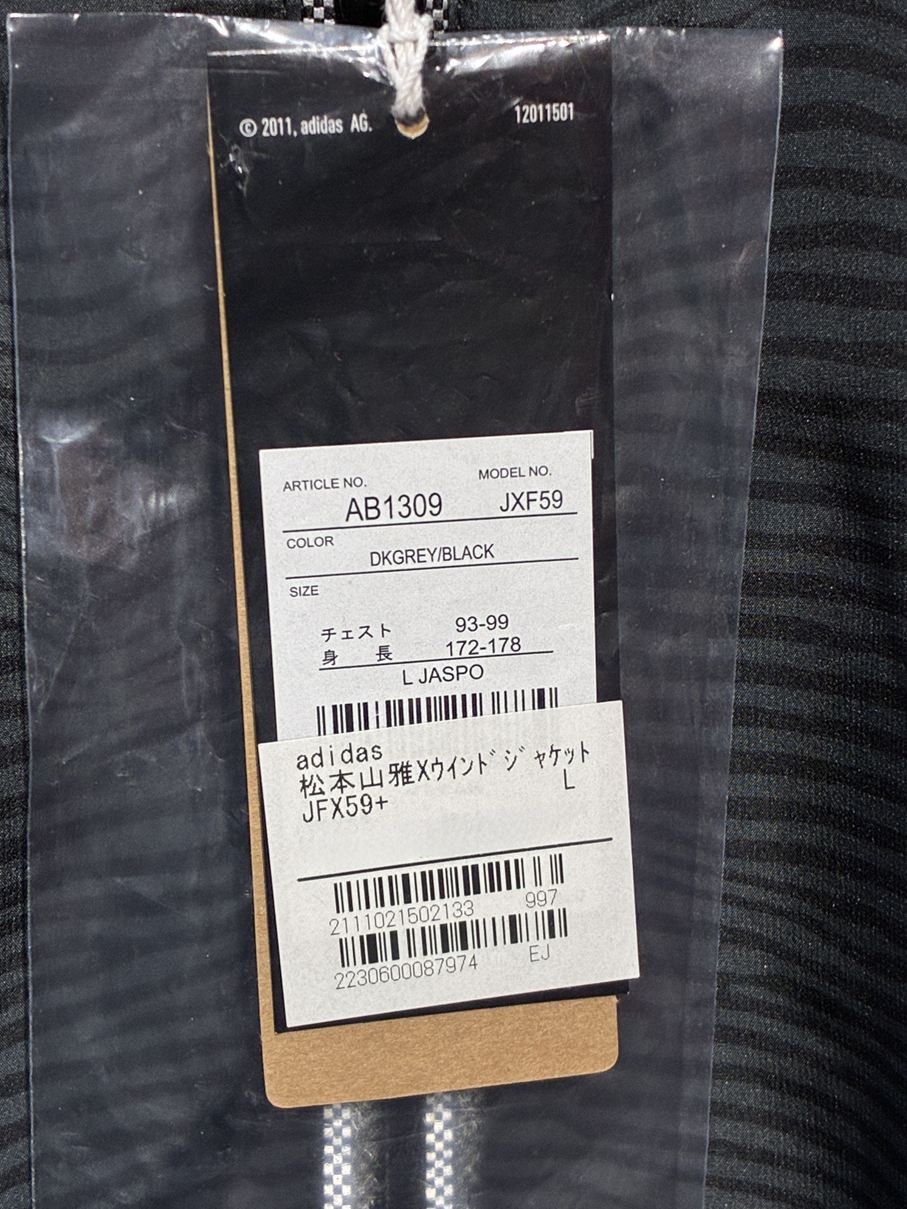 © 2011, adidas AG. 12011501
ARTICLE NO. MODEL NO.
AB1309 JXF59
COLOR
DKGREY/BLACK
SIZE
チェスト 93-99
身 長 172-178
L JASPO
adidas
松本山雅Xｳｲﾝﾄﾞｼﾞｬｹｯﾄ
JFX59+ L
2111021502133 997
2230600087974 EJ